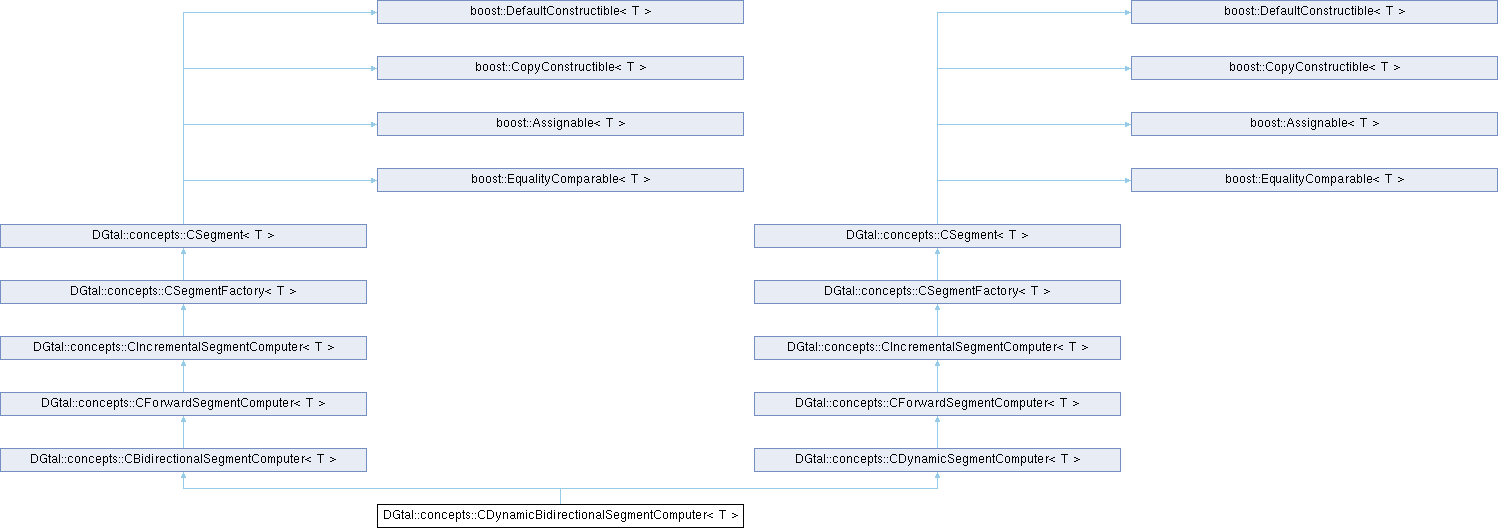 boost::DefaultConstructible< T >
boost::DefaultConstructible< T >
boost::CopyConstructible< T >
boost::CopyConstructible< T >
boost::Assignable< T >
boost::Assignable< T >
boost::EqualityComparable< T >
boost::EqualityComparable< T >
DGtal::concepts::CSegment< T >
DGtal::concepts::CSegment< T >
DGtal::concepts::CSegmentFactory< T >
DGtal::concepts::CSegmentFactory< T >
DGtal::concepts::CIncrementalSegmentComputer< T >
DGtal::concepts::CIncrementalSegmentComputer< T >
DGtal::concepts::CForwardSegmentComputer< T >
DGtal::concepts::CForwardSegmentComputer< T >
DGtal::concepts::CBidirectionalSegmentComputer< T >
DGtal::concepts::CDynamicSegmentComputer< T >
DGtal::concepts::CDynamicBidirectionalSegmentComputer< T >